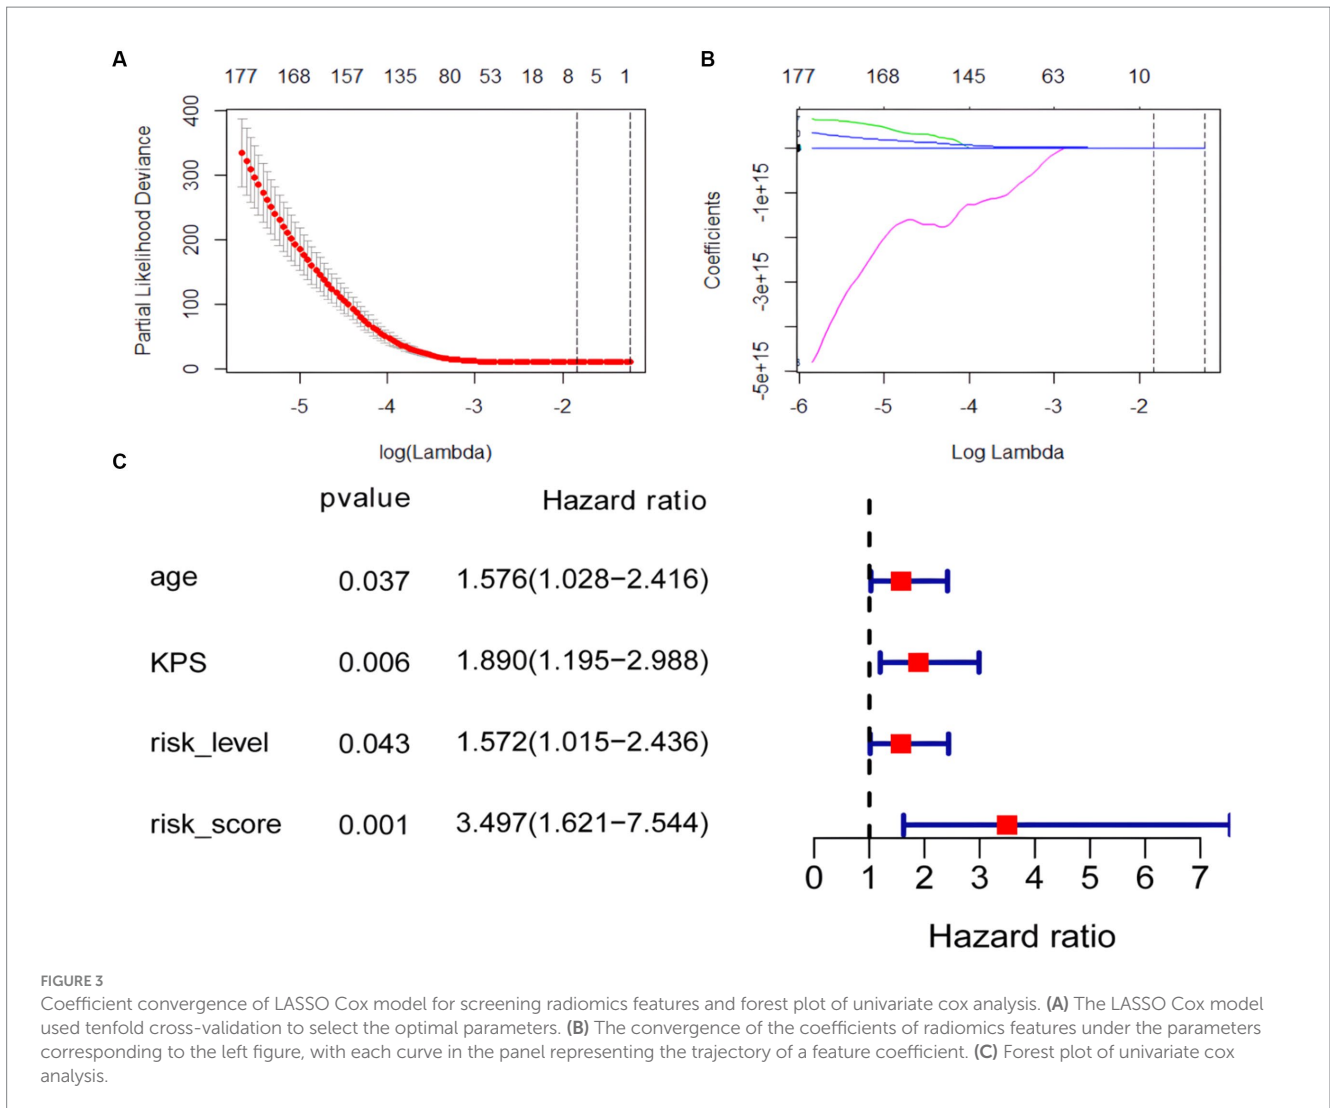 A
177 168 157 135 80 53 18 8 5 1
Partial Likelihood Deviance
400
300
200
100
0
-5 -4 -3 -2
log(Lambda)
B
177 168 145 63 10
Coefficients
-1e+15
-3e+15
-5e+15
-6 -5 -4 -3 -2
Log Lambda
C
pvalue Hazard ratio
age 0.037 1.576(1.028−2.416)
KPS 0.006 1.890(1.195−2.988)
risk_level 0.043 1.572(1.015−2.436)
risk_score 0.001 3.497(1.621−7.544)
0 1 2 3 4 5 6 7
Hazard ratio
FIGURE 3
Coefficient convergence of LASSO Cox model for screening radiomics features and forest plot of univariate cox analysis. (A) The LASSO Cox model
used tenfold cross-validation to select the optimal parameters. (B) The convergence of the coefficients of radiomics features under the parameters
corresponding to the left figure, with each curve in the panel representing the trajectory of a feature coefficient. (C) Forest plot of univariate cox
analysis.